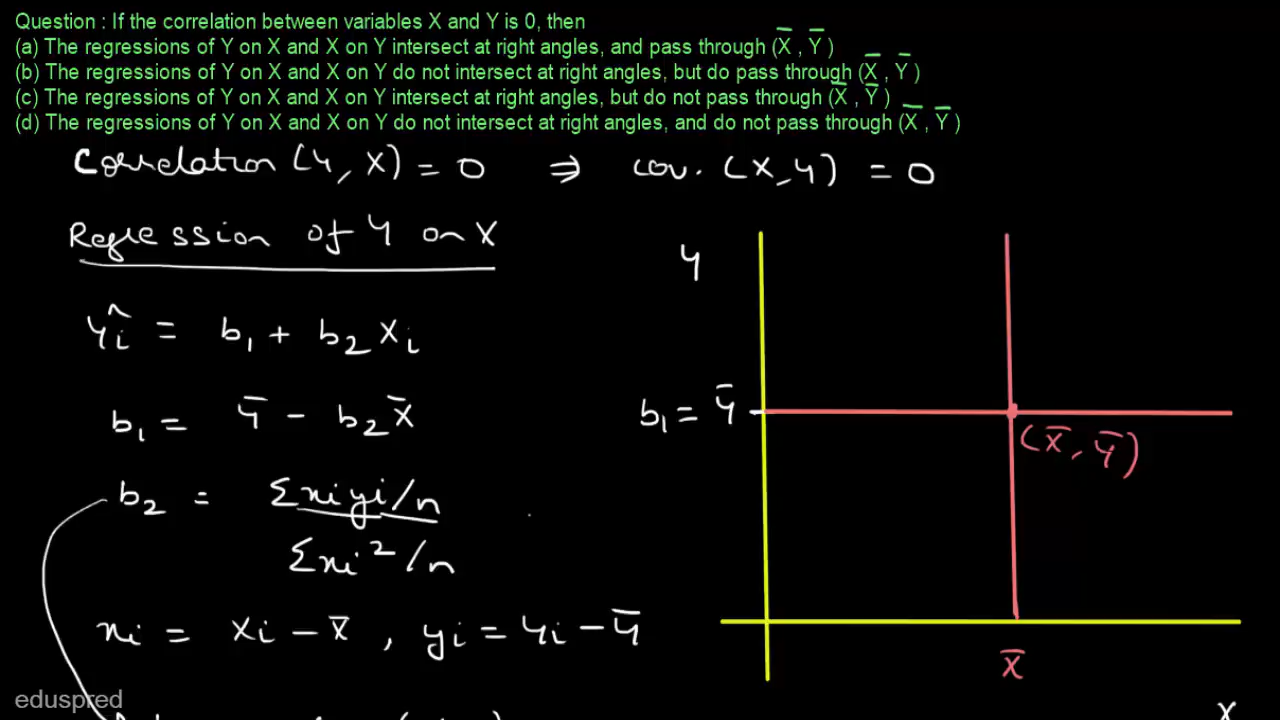 Question : If the correlation between variables X and Y is 0, then
(a) The regressions of Y on X and X on Y intersect at right angles, and pass through (X̅ , Y̅ )
(b) The regressions of Y on X and X on Y do not intersect at right angles, but do pass through (X̅ , Y̅ )
(c) The regressions of Y on X and X on Y intersect at right angles, but do not pass through (X̅ , Y̅ )
(d) The regressions of Y on X and X on Y do not intersect at right angles, and do not pass through (X̅ , Y̅ )
Correlation (Y, X) = 0 ⇒ cov. (X, Y) = 0
Regression of Y on X
Y
Ŷi = b₁ + b₂ Xi
b₁ = Y̅ - b₂ X̅
b₁ = Y̅
(X̅, Y̅)
b₂ = Σxiyi/n
Σxi²/n
xi = Xi - X̅ , yi = Yi - Y̅
X̅
X
eduspred